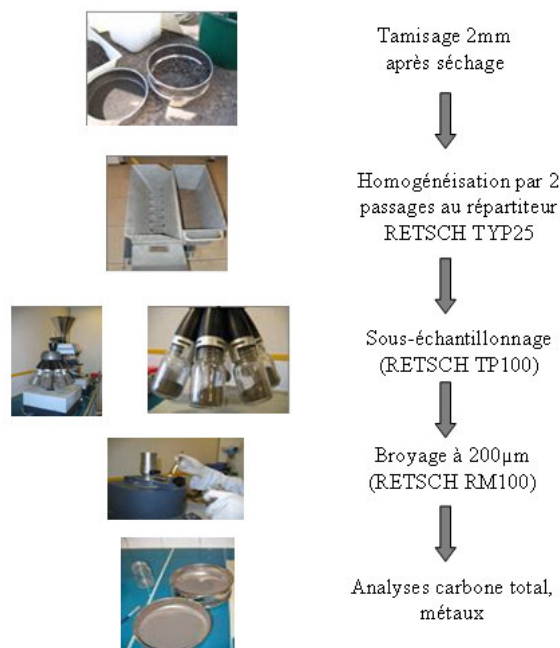 Tamisage 2mm
après séchage
Homogénéisation par 2
passages au répartiteur
RETSCH TYP25
Sous-échantillonnage
(RETSCH TP100)
Broyage à 200µm
(RETSCH RM100)
Analyses carbone total,
métaux